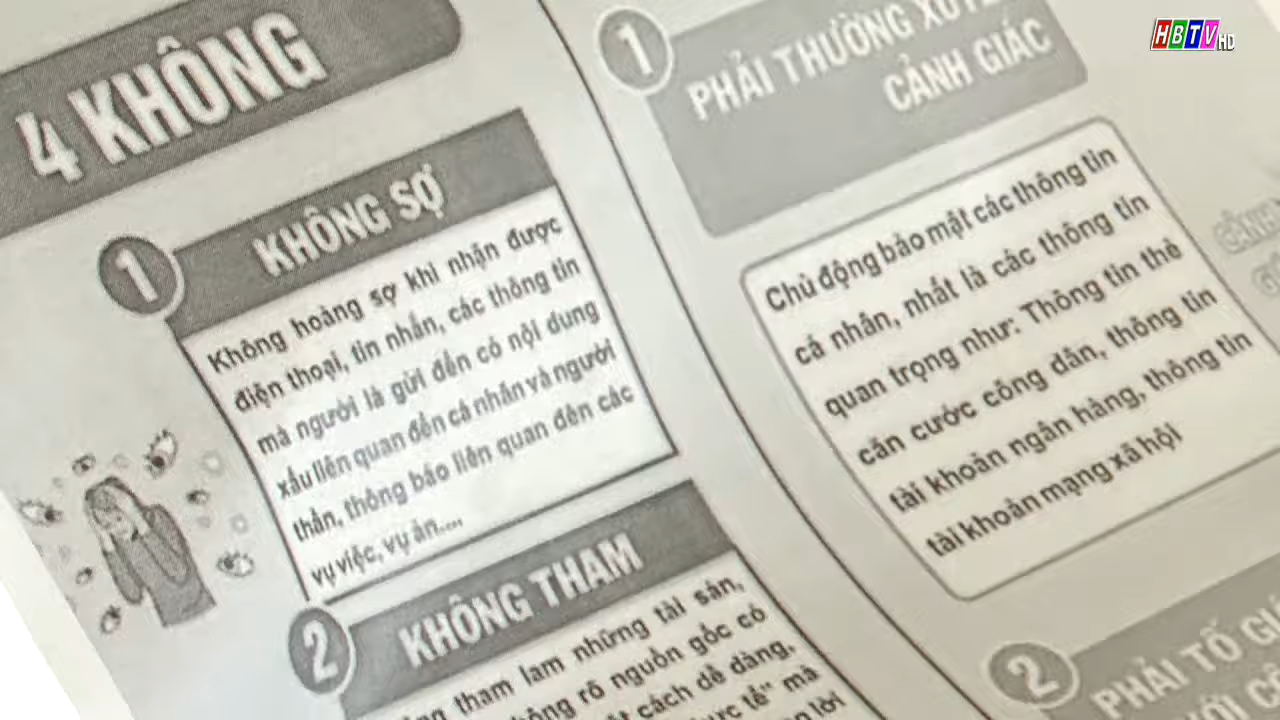 HBTV HD
4 KHÔNG
1
KHÔNG SỢ
Không hoảng sợ khi nhận được
điện thoại, tin nhắn, các thông tin
mà người lạ gửi đến có nội dung
xấu liên quan đến cá nhân và người
thân, thông báo liên quan đến các
vụ việc, vụ án....
2
KHÔNG THAM
tham lam những tài sản,
không rõ nguồn gốc có
cách dễ dàng,
tế" mà
lời
1
PHẢI THƯỜNG
CẢNH GIÁC
Chủ động bảo mật các thông tin
cá nhân, nhất là các thông tin
quan trọng như: Thông tin thẻ
căn cước công dân, thông tin
tài khoản ngân hàng, thông tin
tài khoản mạng xã hội
2
PHẢI TỐ